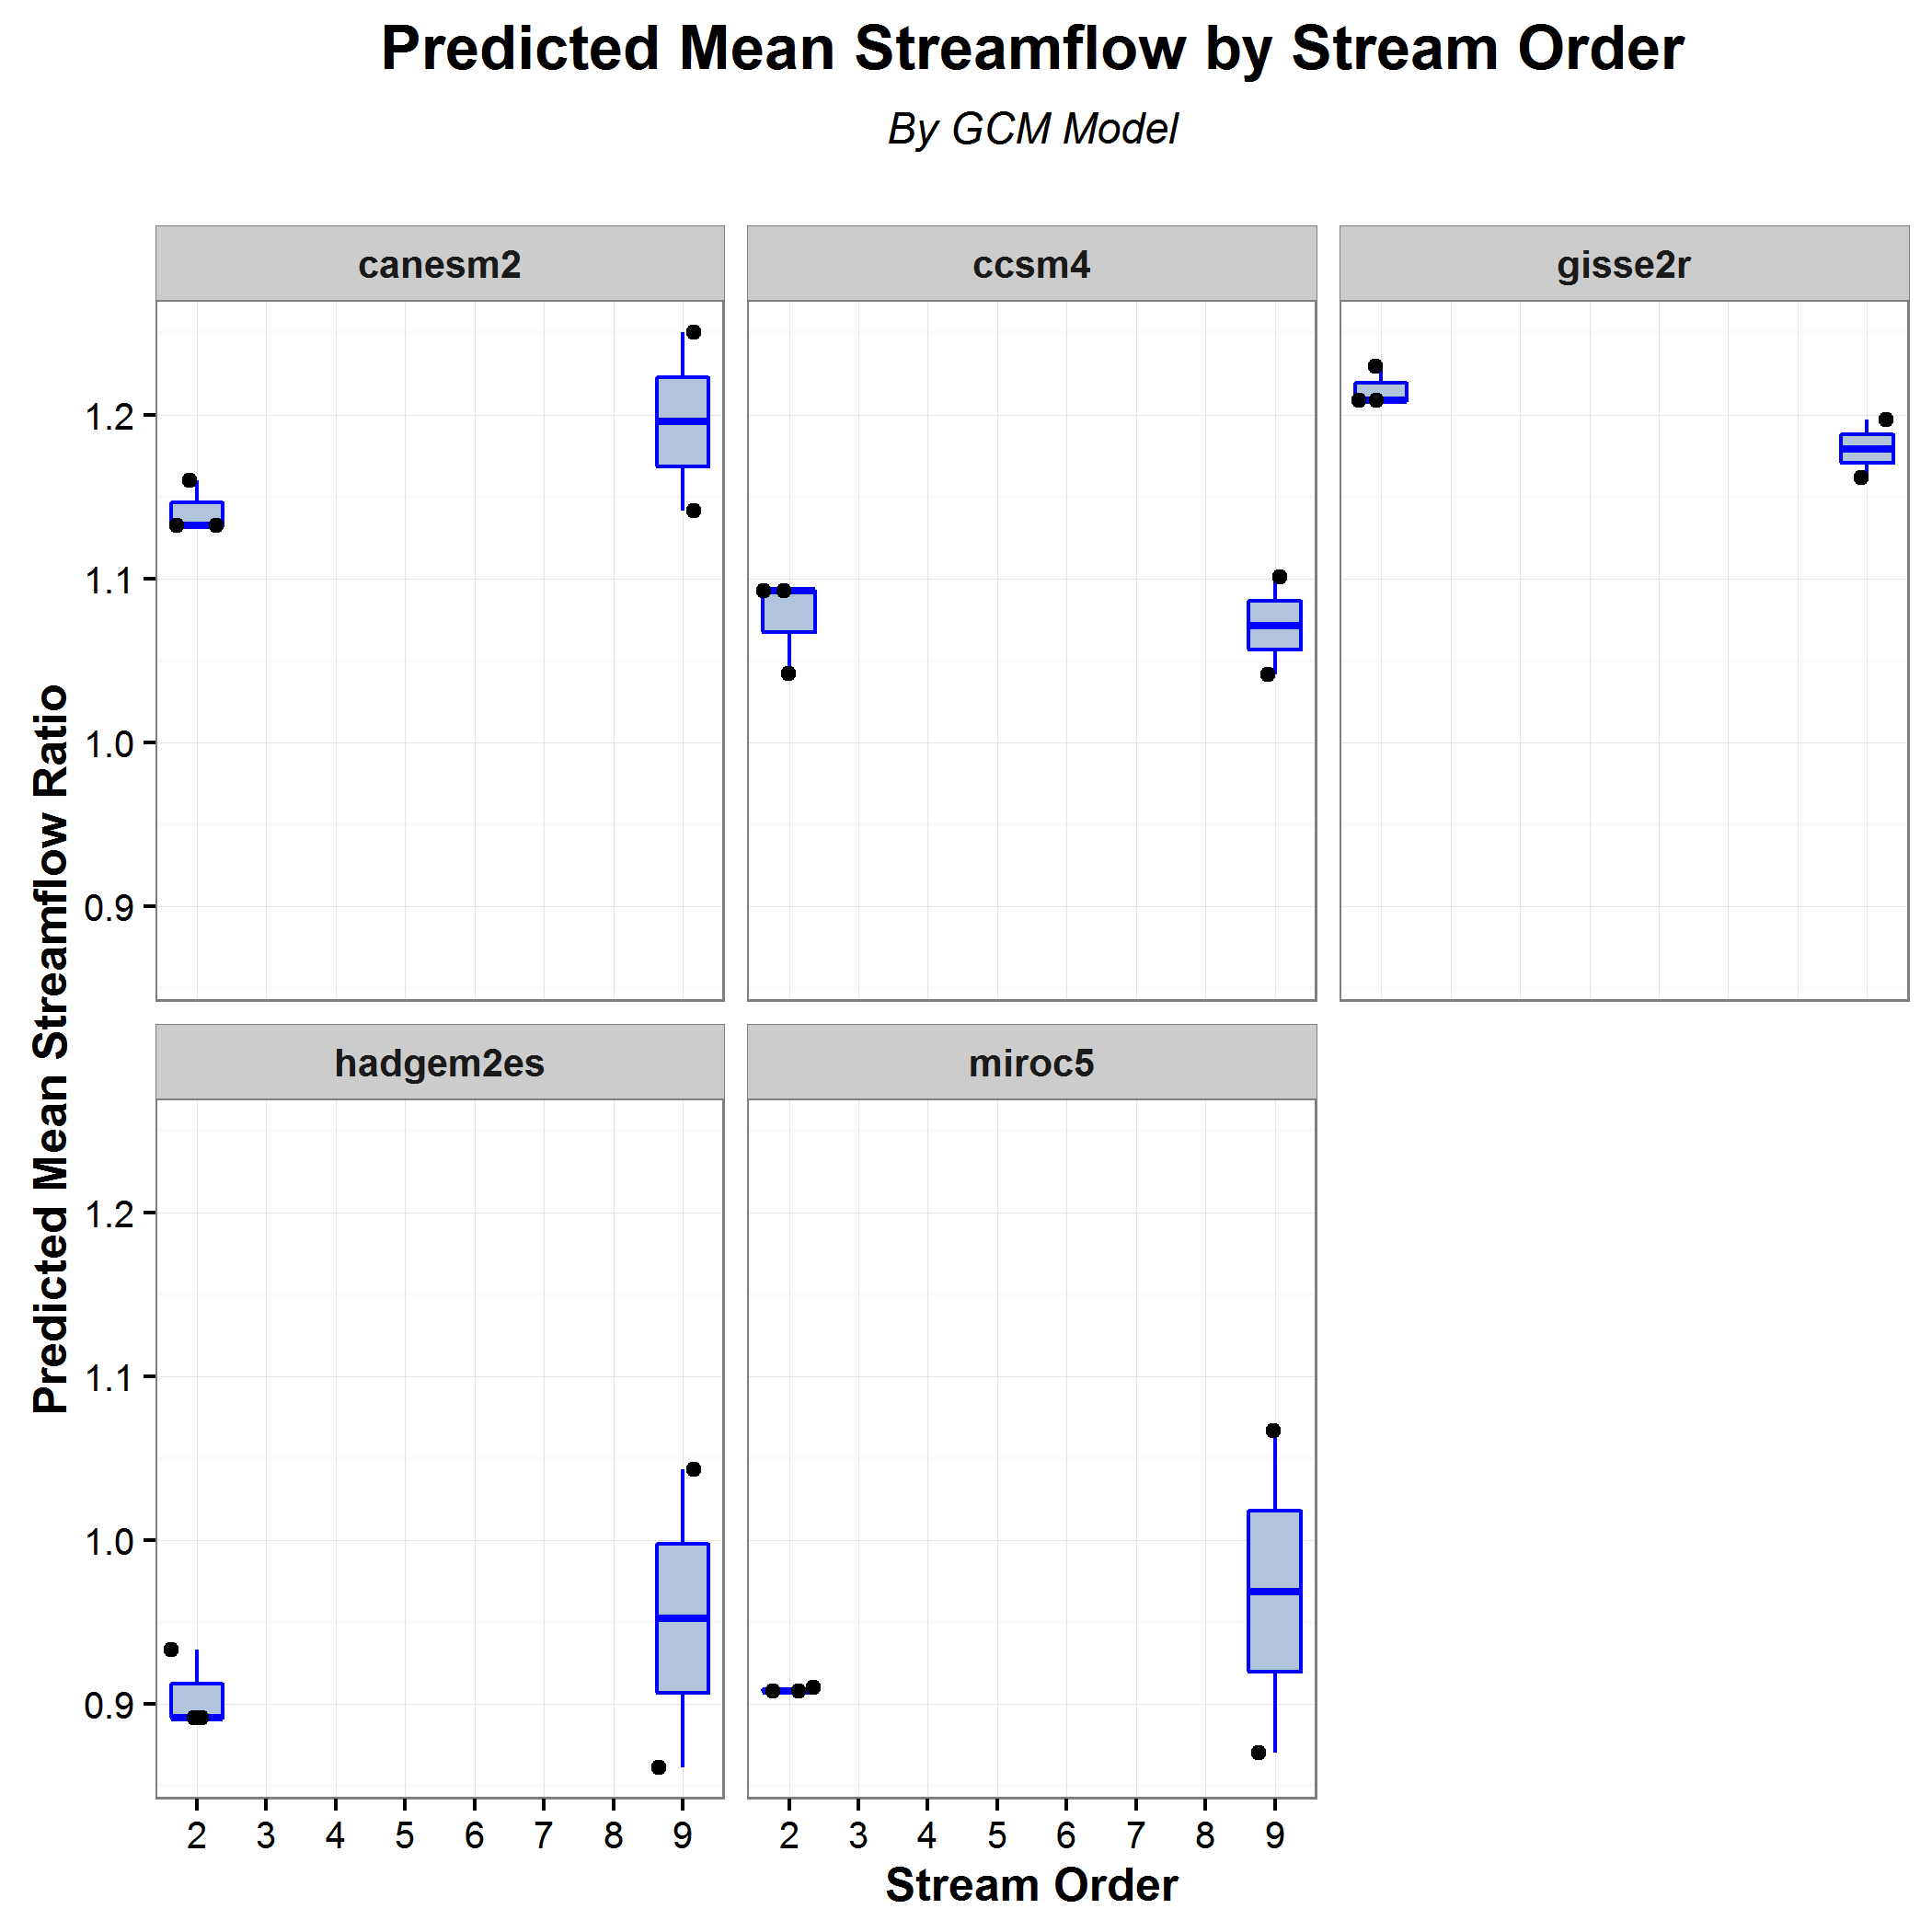 Predicted Mean Streamflow by Stream Order
By GCM Model
canesm2
ccsm4
gisse2r
1.2
1.1
1.0
0.9
Predicted Mean Streamflow Ratio
hadgem2es
miroc5
1.2
1.1
1.0
0.9
2 3 4 5 6 7 8 9
2 3 4 5 6 7 8 9
Stream Order